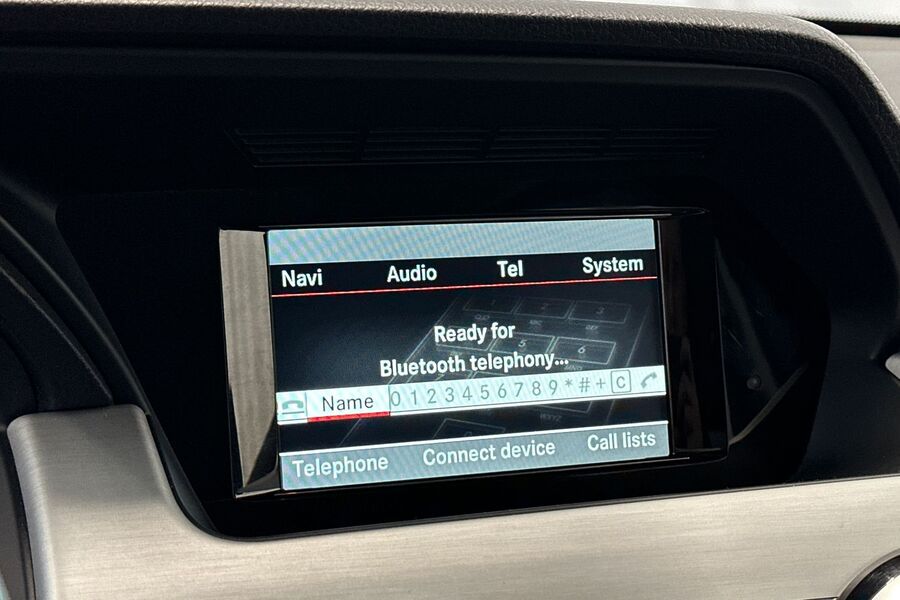 Navi Audio Tel System
Ready for
Bluetooth telephony...
Name 0 1 2 3 4 5 6 7 8 9 * # + C
Telephone Connect device Call lists